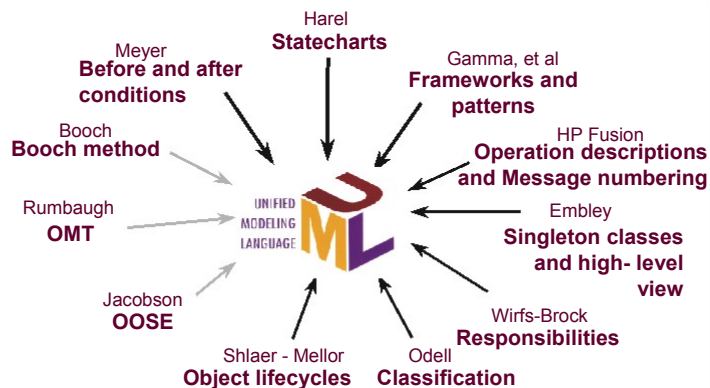 Harel
Statecharts
Meyer
Before and after
conditions
Gamma, et al
Frameworks and
patterns
Booch
Booch method
HP Fusion
Operation descriptions
and Message numbering
Rumbaugh
OMT
UNIFIED
MODELING
LANGUAGE
UML
Embley
Singleton classes
and high- level
view
Jacobson
OOSE
Wirfs-Brock
Responsibilities
Shlaer - Mellor
Object lifecycles
Odell
Classification